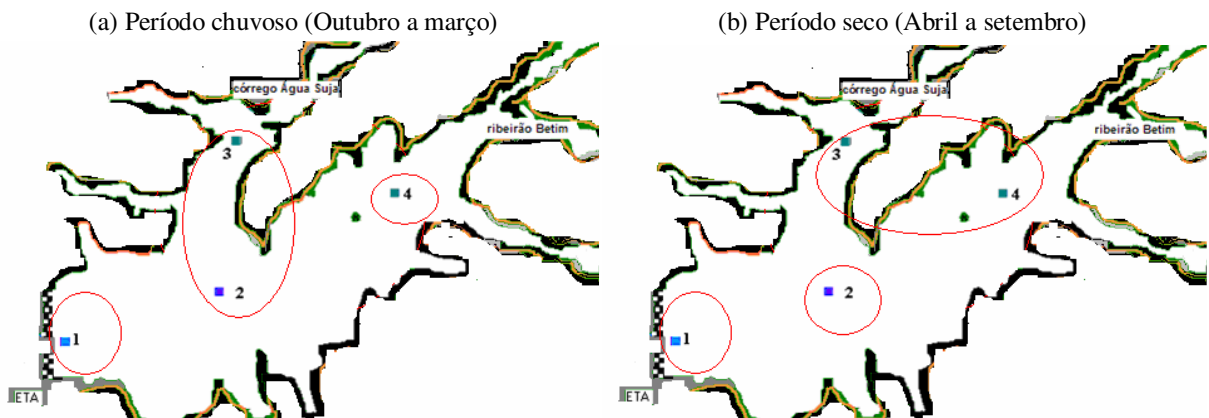 (a) Período chuvoso (Outubro a março)
córrego Água Suja
ribeirão Betim
3
4
2
1
ETA
(b) Período seco (Abril a setembro)
córrego Água Suja
ribeirão Betim
3
4
2
1
ETA